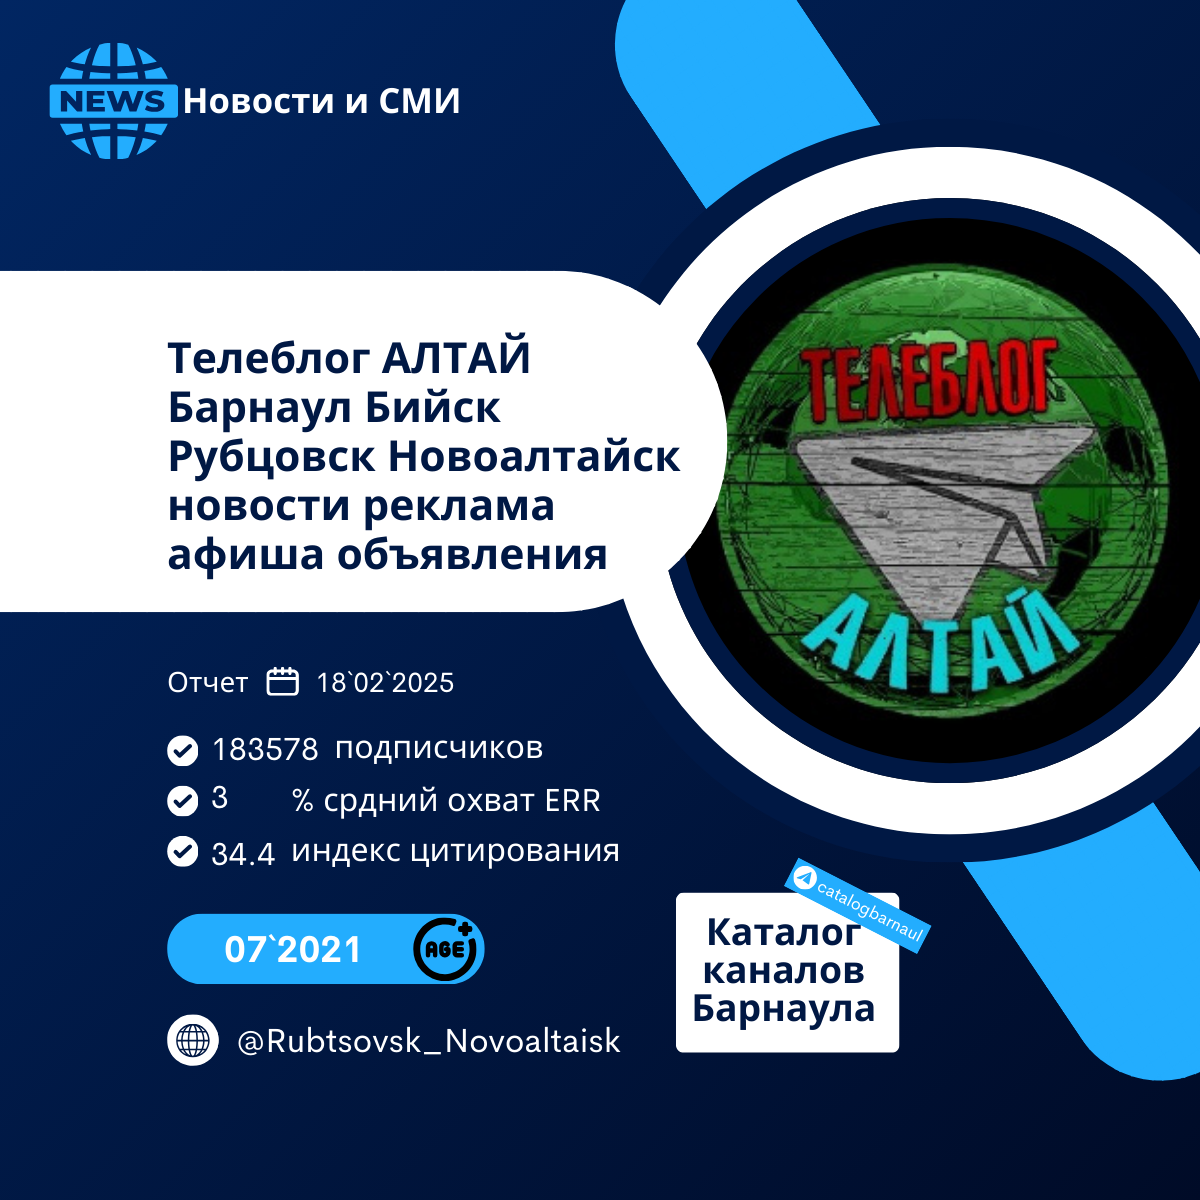 NEWS Новости и СМИ
Телеблог АЛТАЙ
Барнаул Бийск
Рубцовск Новоалтайск
новости реклама
афиша объявления
ТЕЛЕБЛОГ
АЛТАЙ
Отчет 18`02`2025
183578 подписчиков
3 % срдний охват ERR
34.4 индекс цитирования
07`2021 AGE+
@Rubtsovsk_Novoaltaisk
catalogbarnaul
Каталог
каналов
Барнаула